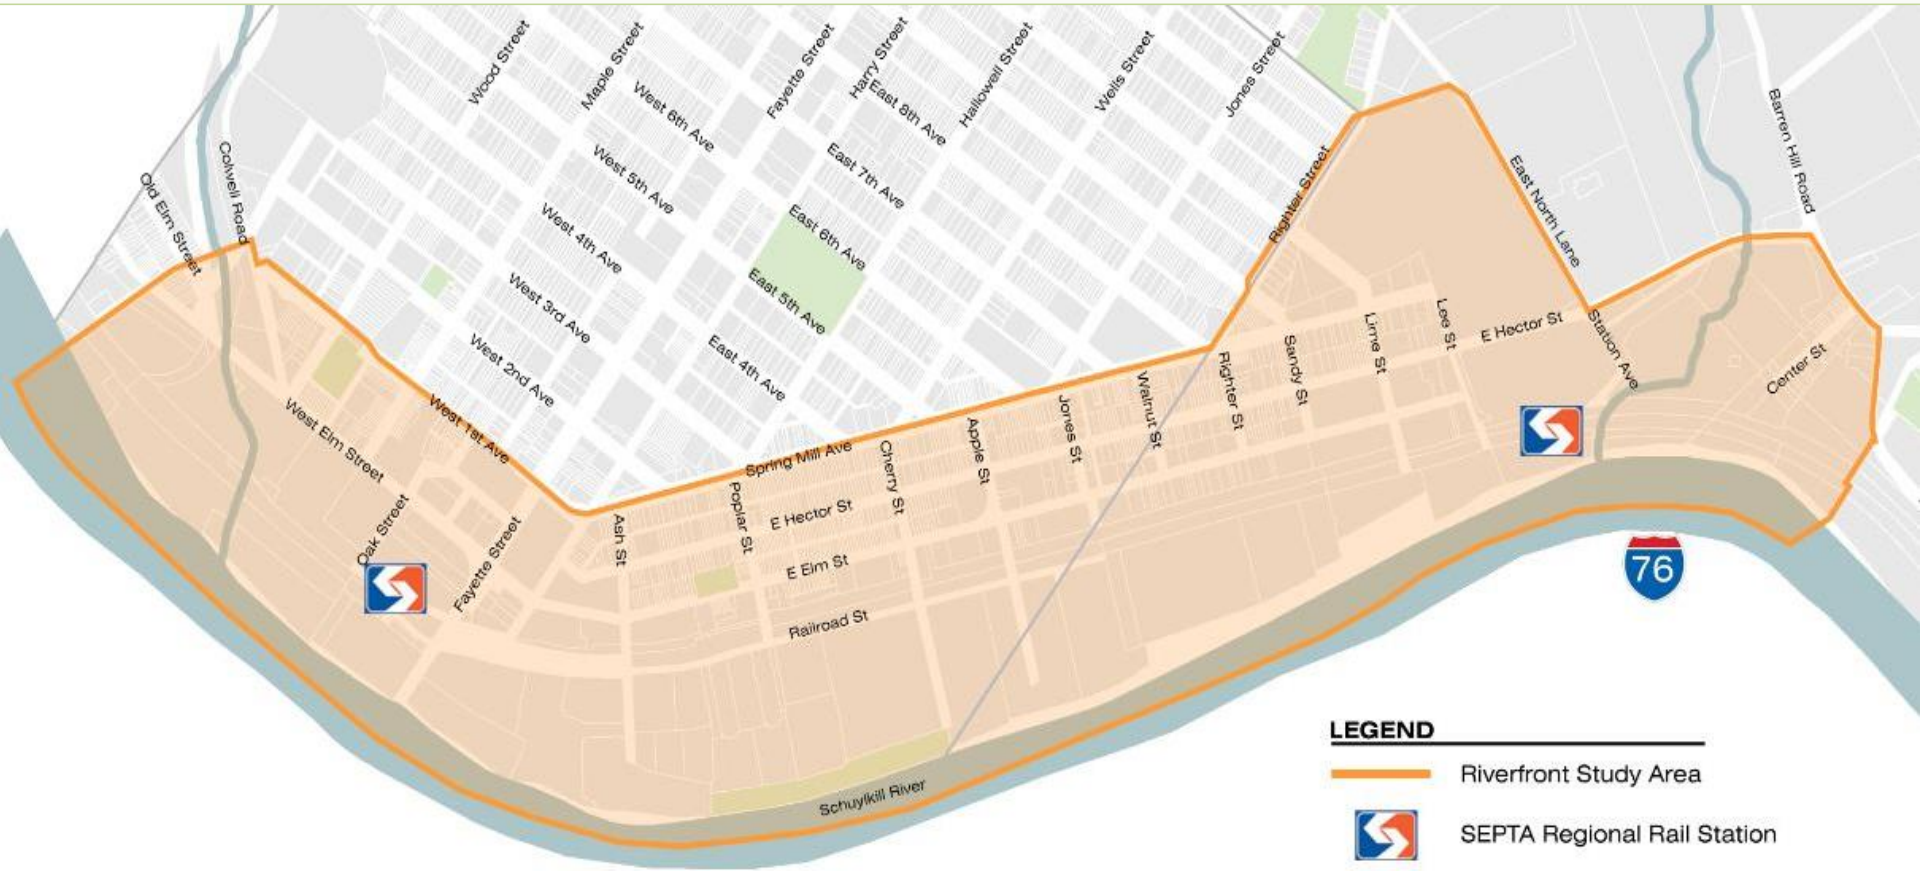 Wood Street
Maple Street
Fayette Street
Harry Street
Hallowell Street
Wells Street
Jones Street
West 6th Ave
East 8th Ave
Barren Hill Road
Colwell Road
Old Elm Street
West 5th Ave
East 7th Ave
Righter Street
East North Lane
West 4th Ave
East 6th Ave
West 3rd Ave
East 5th Ave
West 2nd Ave
East 4th Ave
Lee St
E Hector St
Lime St
Sandy St
Station Ave
Center St
Righter St
Walnut St
Jones St
Apple St
West 1st Ave
West Elm Street
Spring Mill Ave
Cherry St
Poplar St
E Hector St
Ash St
Oak Street
Fayette Street
E Elm St
Railroad St
76
Schuylkill River
LEGEND
Riverfront Study Area
SEPTA Regional Rail Station